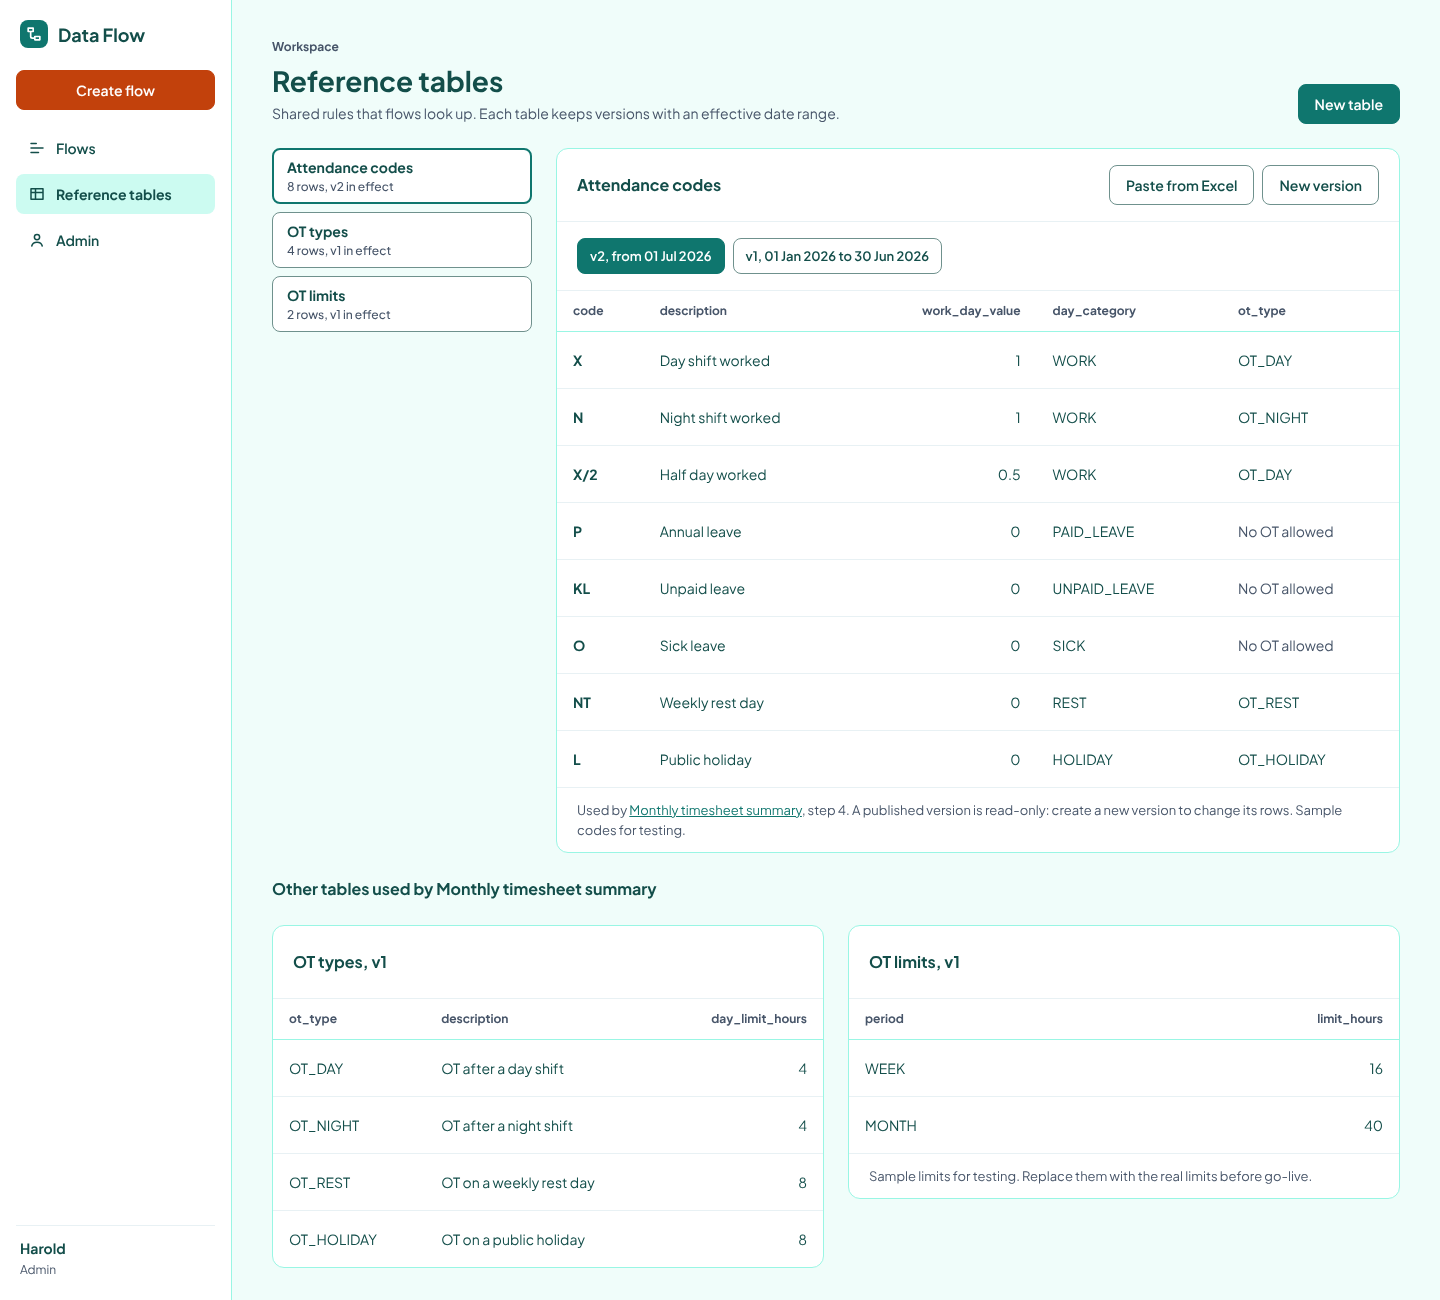 Data Flow
Create flow
Flows
Reference tables
Admin
Harold
Admin
Workspace
Reference tables
Shared rules that flows look up. Each table keeps versions with an effective date range.
New table
Attendance codes
8 rows, v2 in effect
OT types
4 rows, v1 in effect
OT limits
2 rows, v1 in effect
Attendance codes
Paste from Excel
New version
v2, from 01 Jul 2026
v1, 01 Jan 2026 to 30 Jun 2026
code description work_day_value day_category ot_type
X Day shift worked 1 WORK OT_DAY
N Night shift worked 1 WORK OT_NIGHT
X/2 Half day worked 0.5 WORK OT_DAY
P Annual leave 0 PAID_LEAVE No OT allowed
KL Unpaid leave 0 UNPAID_LEAVE No OT allowed
O Sick leave 0 SICK No OT allowed
NT Weekly rest day 0 REST OT_REST
L Public holiday 0 HOLIDAY OT_HOLIDAY
Used by Monthly timesheet summary, step 4. A published version is read-only: create a new version to change its rows. Sample
codes for testing.
Other tables used by Monthly timesheet summary
OT types, v1
ot_type description day_limit_hours
OT_DAY OT after a day shift 4
OT_NIGHT OT after a night shift 4
OT_REST OT on a weekly rest day 8
OT_HOLIDAY OT on a public holiday 8
OT limits, v1
period limit_hours
WEEK 16
MONTH 40
Sample limits for testing. Replace them with the real limits before go-live.